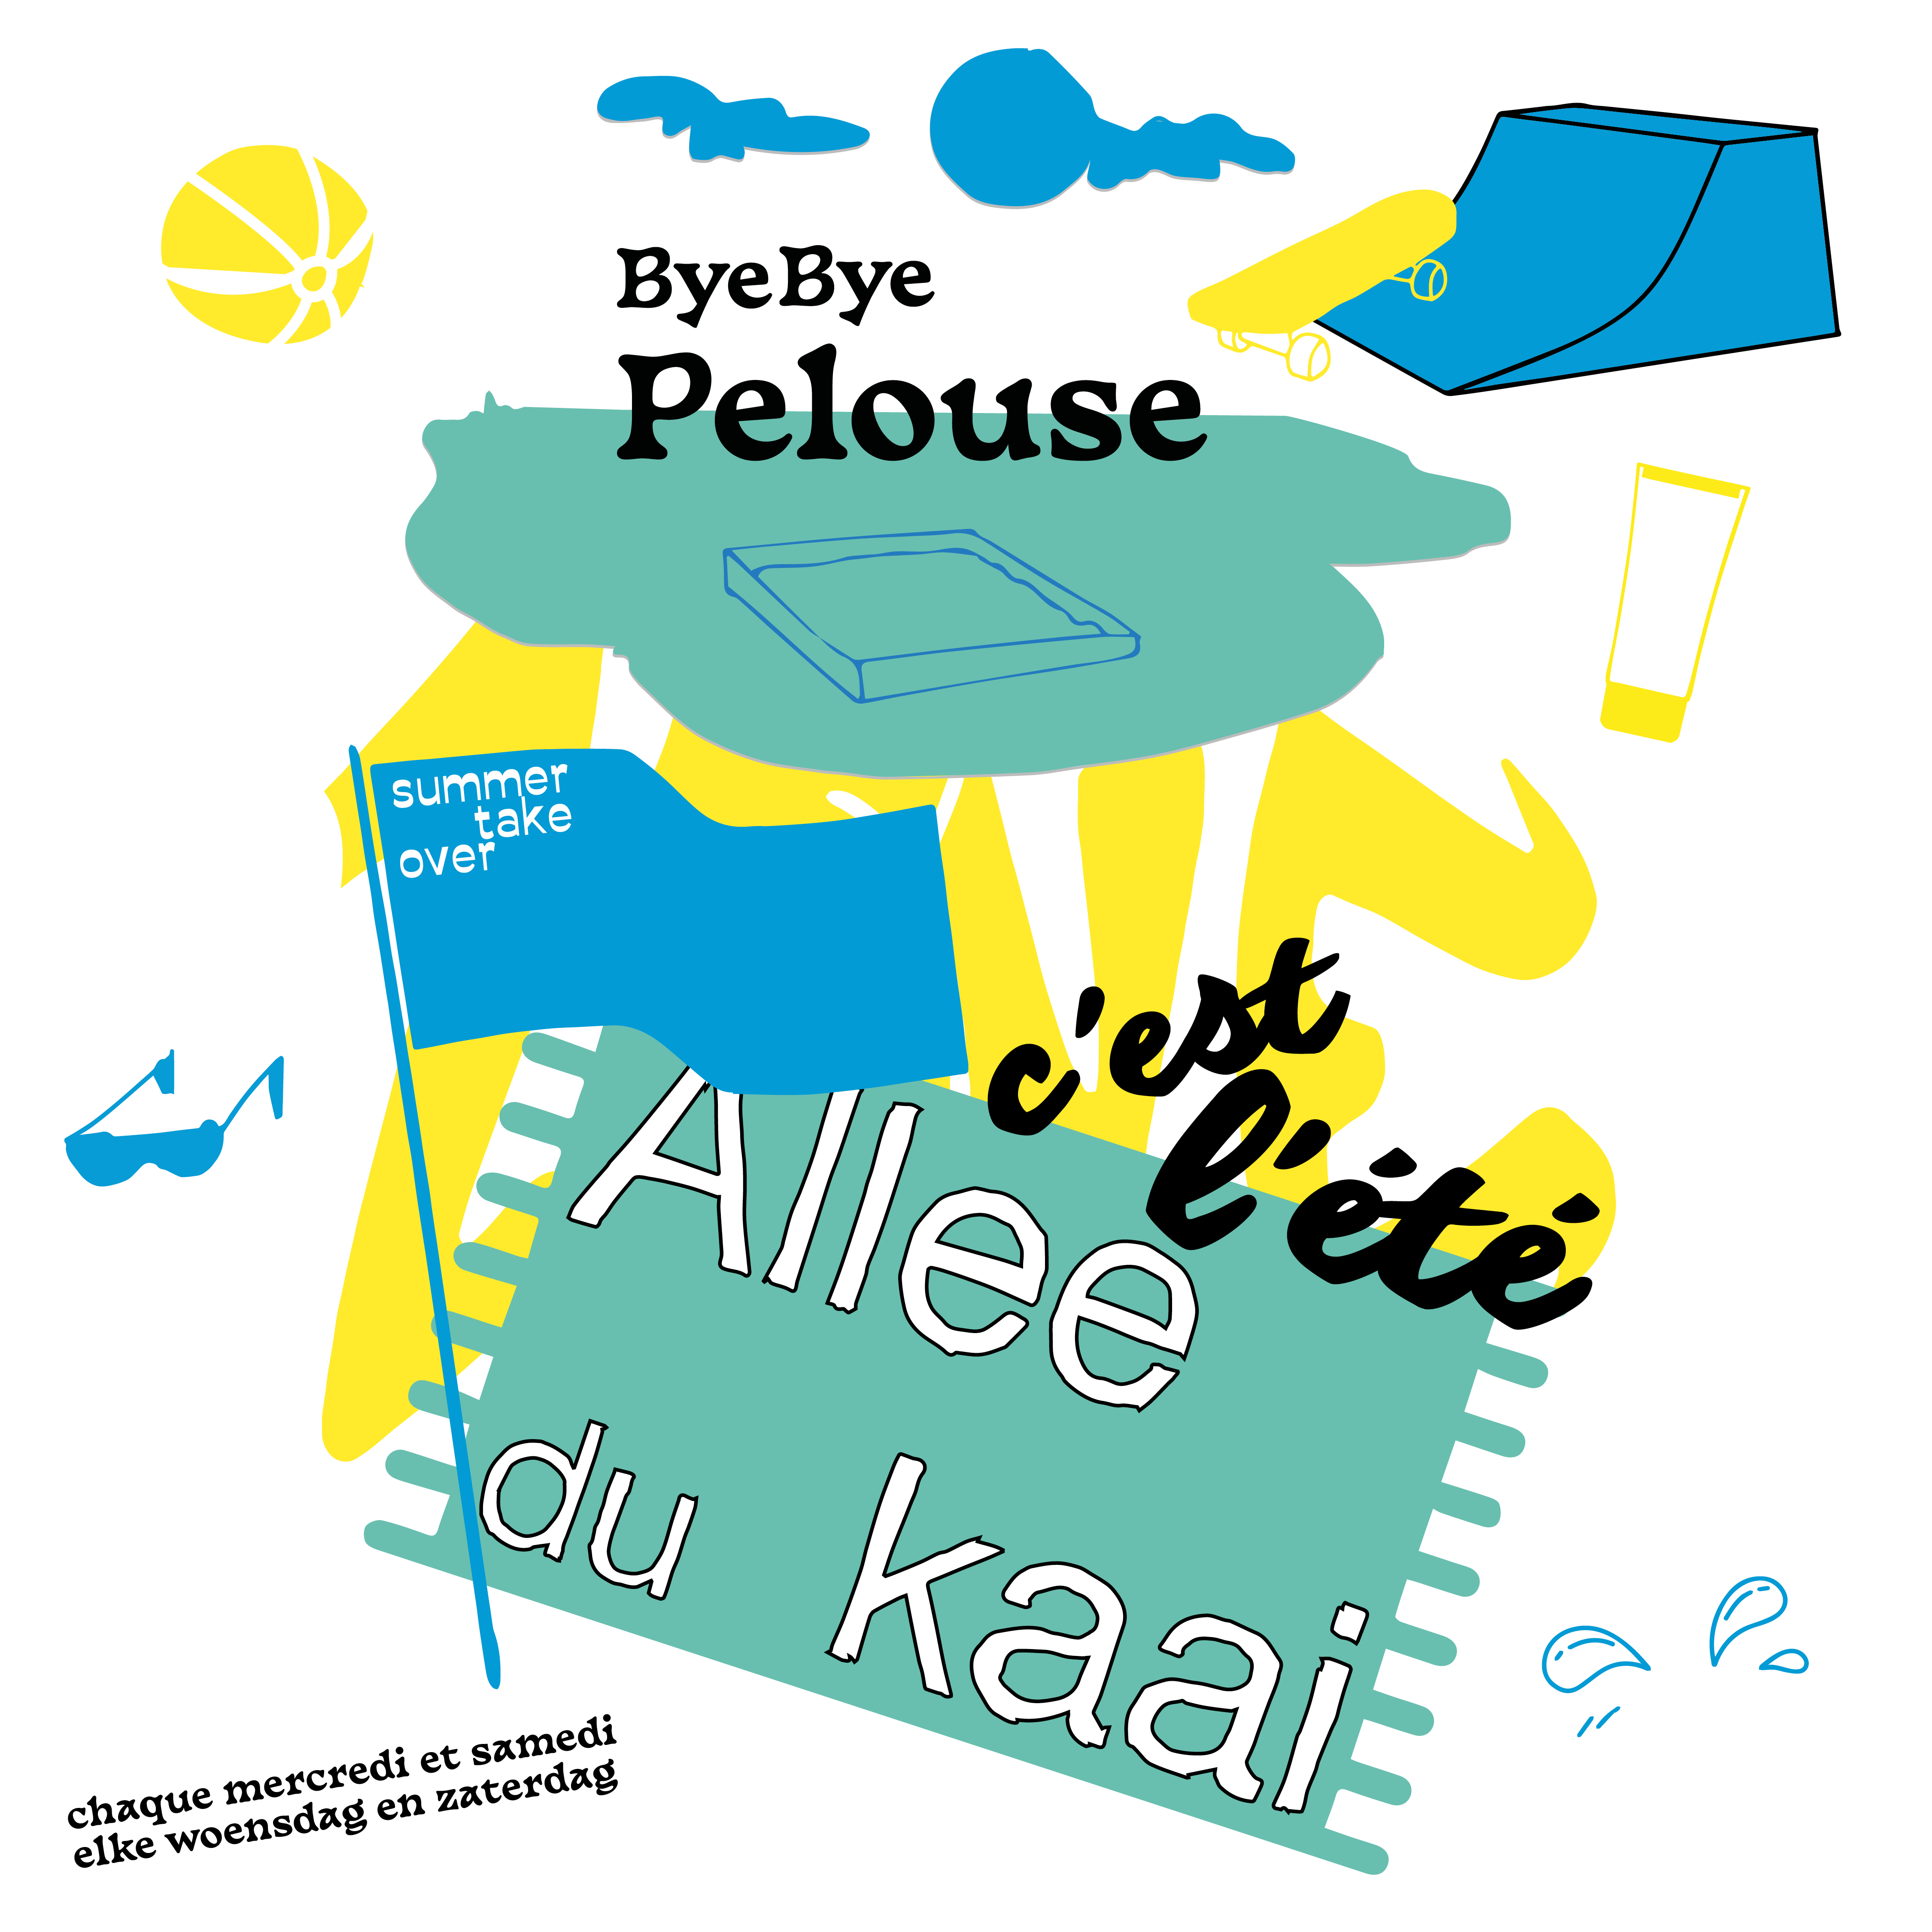 ByeBye
Pelouse
summer
take
over
c'est
l'été
Allee
du kaai
chaque mercredi et samedi
elke woensdag en zaterdag